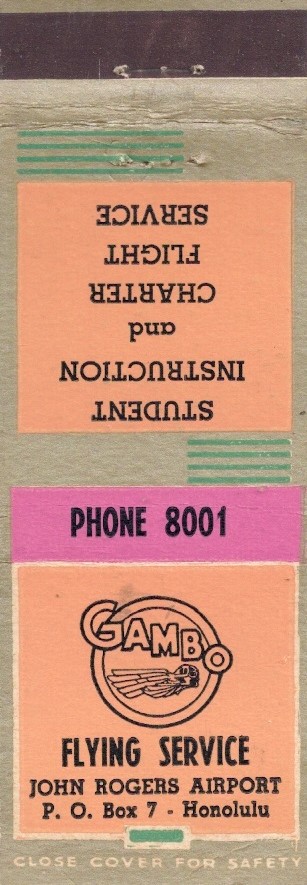 STUDENT
INSTRUCTION
and
CHARTER
FLIGHT
SERVICE
PHONE 8001
GAMBO
FLYING SERVICE
JOHN ROGERS AIRPORT
P. O. Box 7 - Honolulu
CLOSE COVER FOR SAFETY